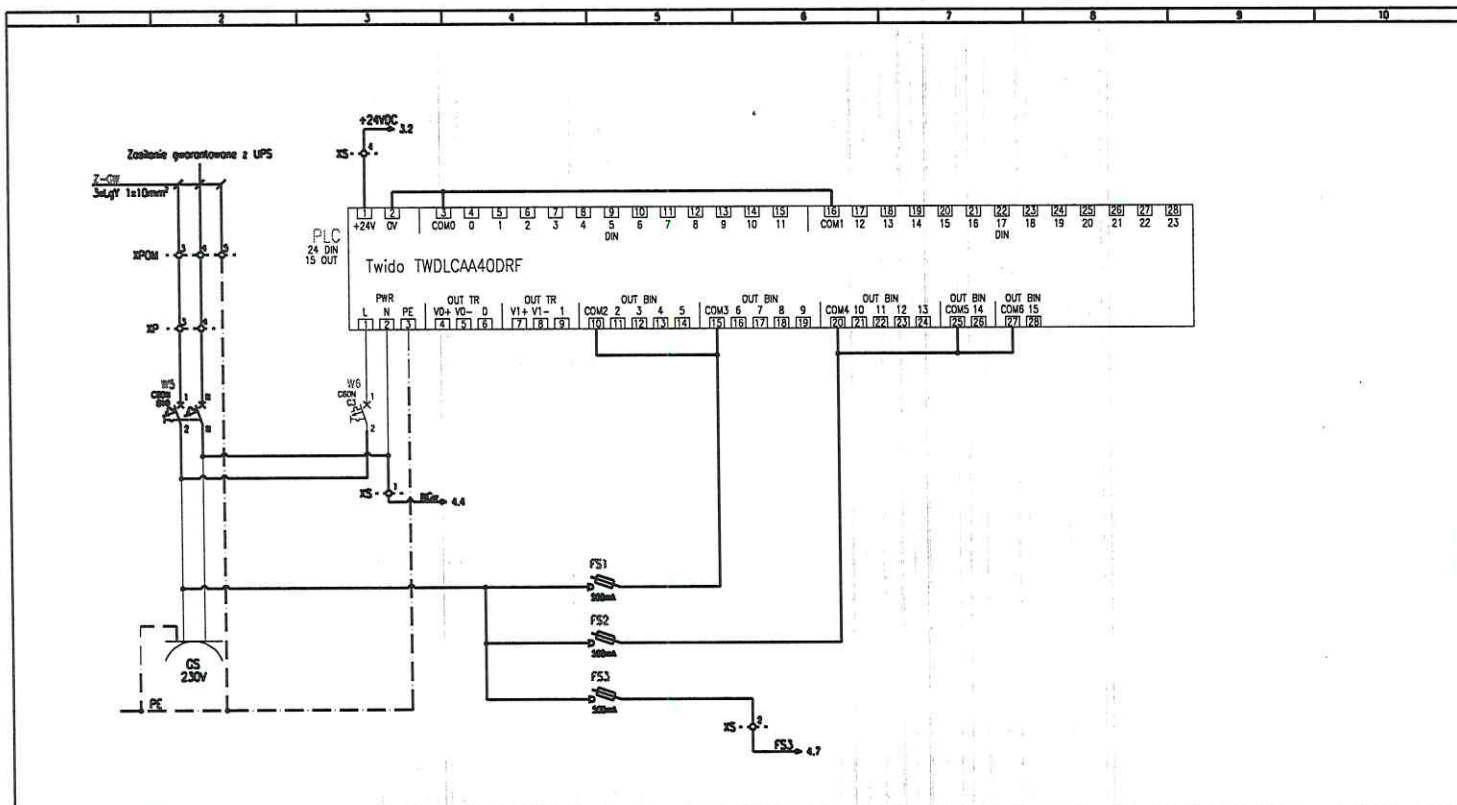 1 2 3 4 5 6 7 8 9 10
+24VDC
3.2
XS 4
Zasilanie gwarantowane z UPS
Z-GW
3xLgY 1x10mm²
1 2 3 4 5 6 7 8 9 10 11 12 13 14 15 16 17 18 19 20 21 22 23 24 25 26 27 28
+24V 0V COM0 0 1 2 3 4 5 6 7 8 9 10 11 COM1 12 13 14 15 16 17 18 19 20 21 22 23
DIN DIN
PLC
24 DIN
15 OUT
XPOM 3 4 5
Twido TWDLCAA40DRF
PWR OUT TR OUT TR OUT BIN OUT BIN OUT BIN OUT BIN OUT BIN
L N PE V0+ V0- 0 V1+ V1- 1 COM2 2 3 4 5 COM3 6 7 8 9 COM4 10 11 12 13 COM5 14 COM6 15
1 2 3 4 5 6 7 8 9 10 11 12 13 14 15 16 17 18 19 20 21 22 23 24 25 26 27 28
XP 3 4
W5
C60N
1
2
W6
C60N
C3
1
2
XS 1
4.4
FS1
200mA
FS2
200mA
FS3
200mA
GS
230V
PE
XS 2
FS3
4.7